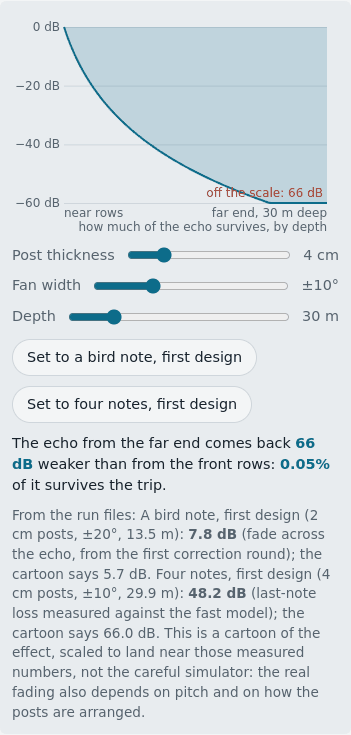 0 dB
−20 dB
−40 dB
−60 dB
off the scale: 66 dB
near rows
far end, 30 m deep
how much of the echo survives, by depth
Post thickness 4 cm
Fan width ±10°
Depth 30 m
Set to a bird note, first design
Set to four notes, first design
The echo from the far end comes back 66
dB weaker than from the front rows: 0.05%
of it survives the trip.
From the run files: A bird note, first design (2
cm posts, ±20°, 13.5 m): 7.8 dB (fade across
the echo, from the first correction round); the
cartoon says 5.7 dB. Four notes, first design (4
cm posts, ±10°, 29.9 m): 48.2 dB (last-note
loss measured against the fast model); the
cartoon says 66.0 dB. This is a cartoon of the
effect, scaled to land near those measured
numbers, not the careful simulator: the real
fading also depends on pitch and on how the
posts are arranged.